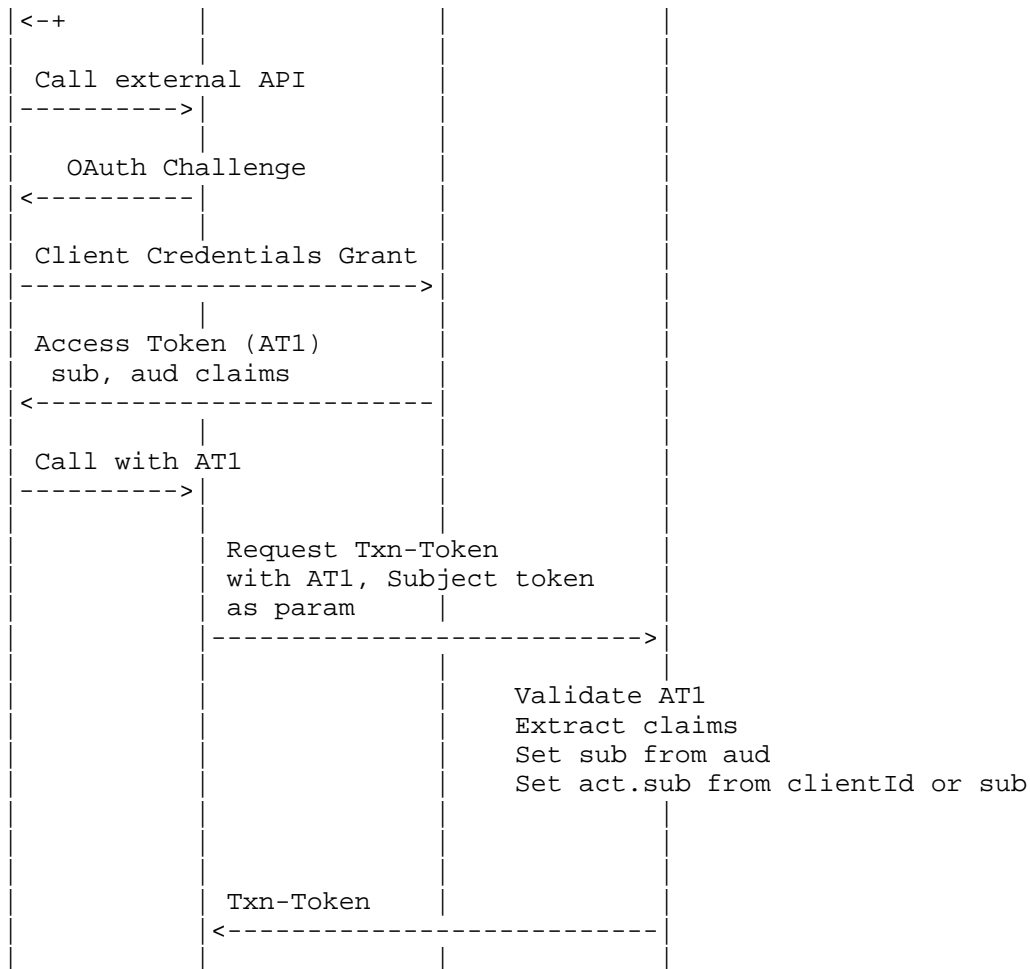 <-+
Call external API
---------->
OAuth Challenge
<----------
Client Credentials Grant
------------------------->
Access Token (AT1)
sub, aud claims
<-------------------------
Call with AT1
---------->
Request Txn-Token
with AT1, Subject token
as param
--------------------------->
Validate AT1
Extract claims
Set sub from aud
Set act.sub from clientId or sub
Txn-Token
<---------------------------